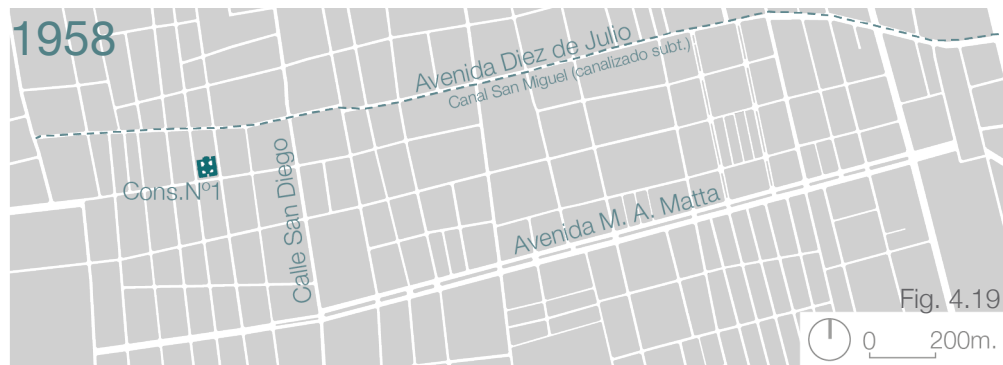 1958
Avenida Diez de Julio
Canal San Miguel (canalizado subt.)
Cons.Nº1
Calle San Diego
Avenida M. A. Matta
Fig. 4.19
0 200m.